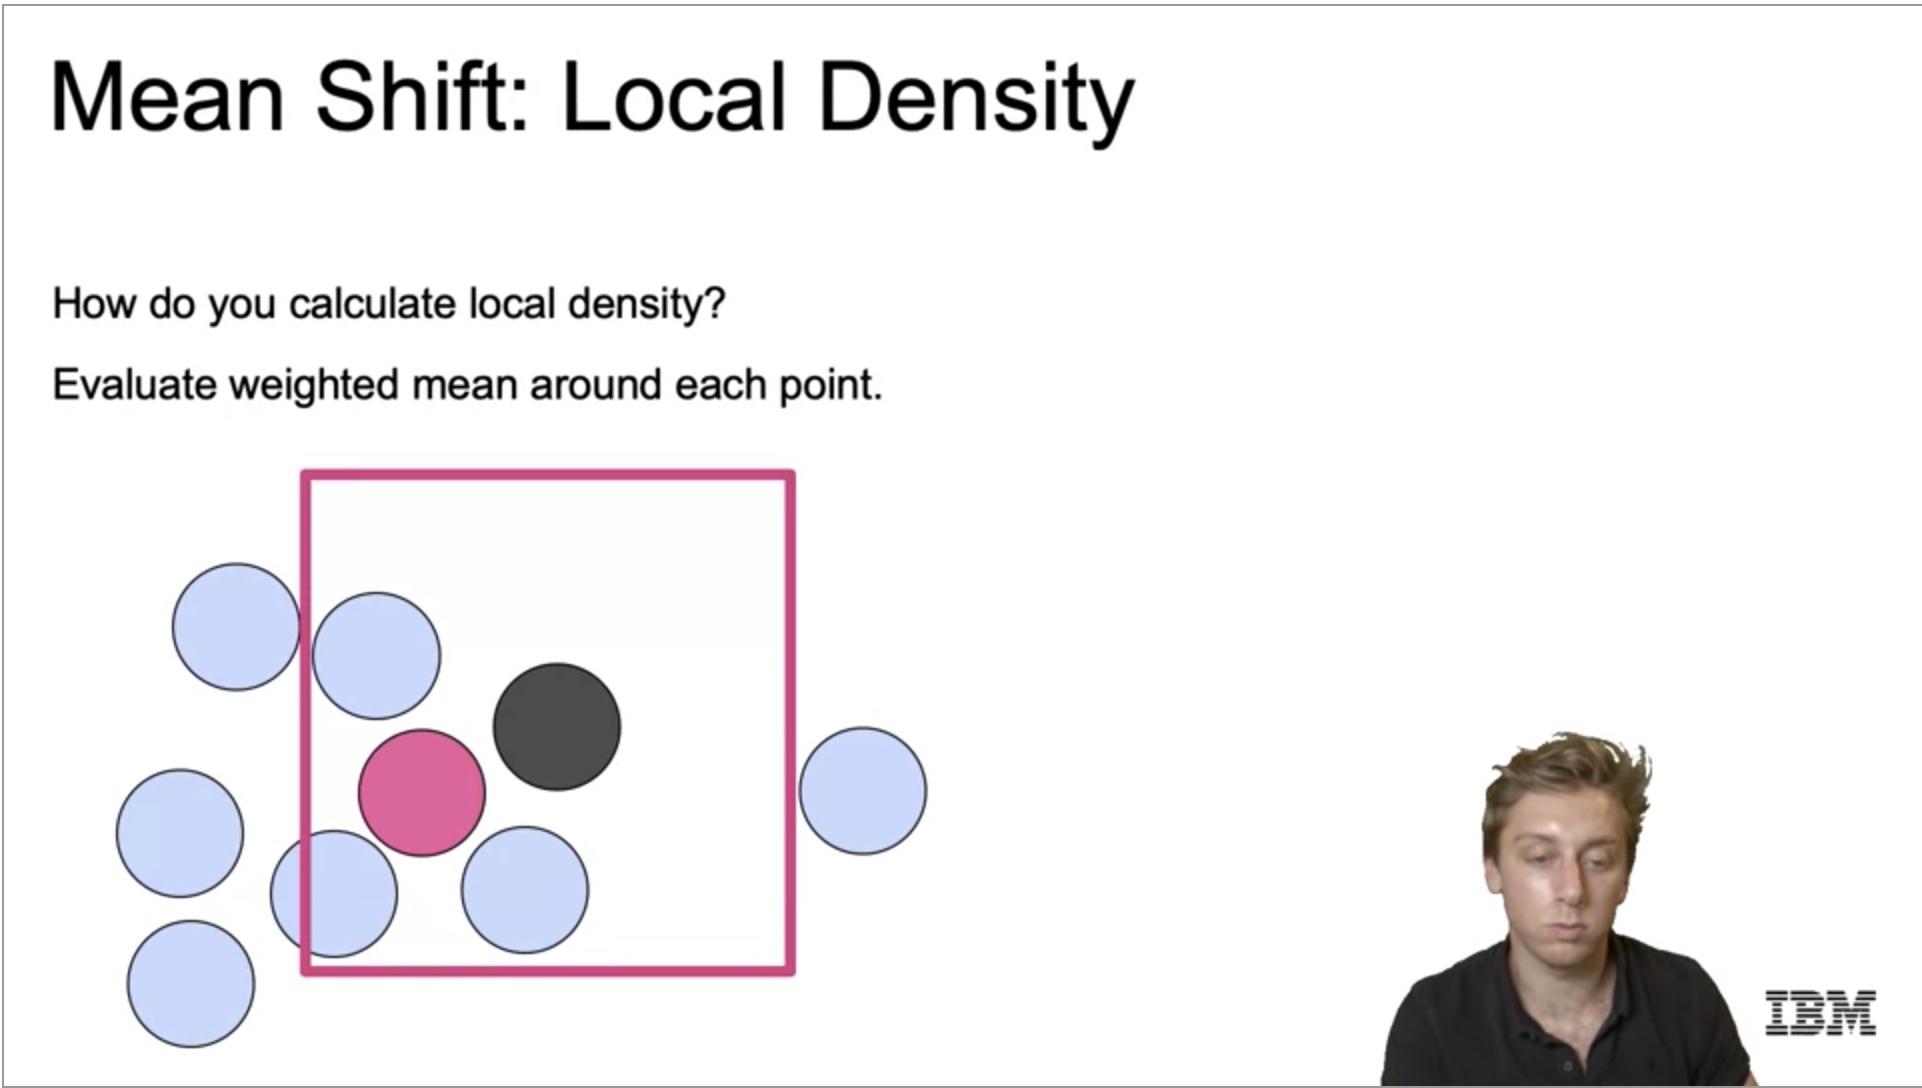 Mean Shift: Local Density
How do you calculate local density?
Evaluate weighted mean around each point.
IBM